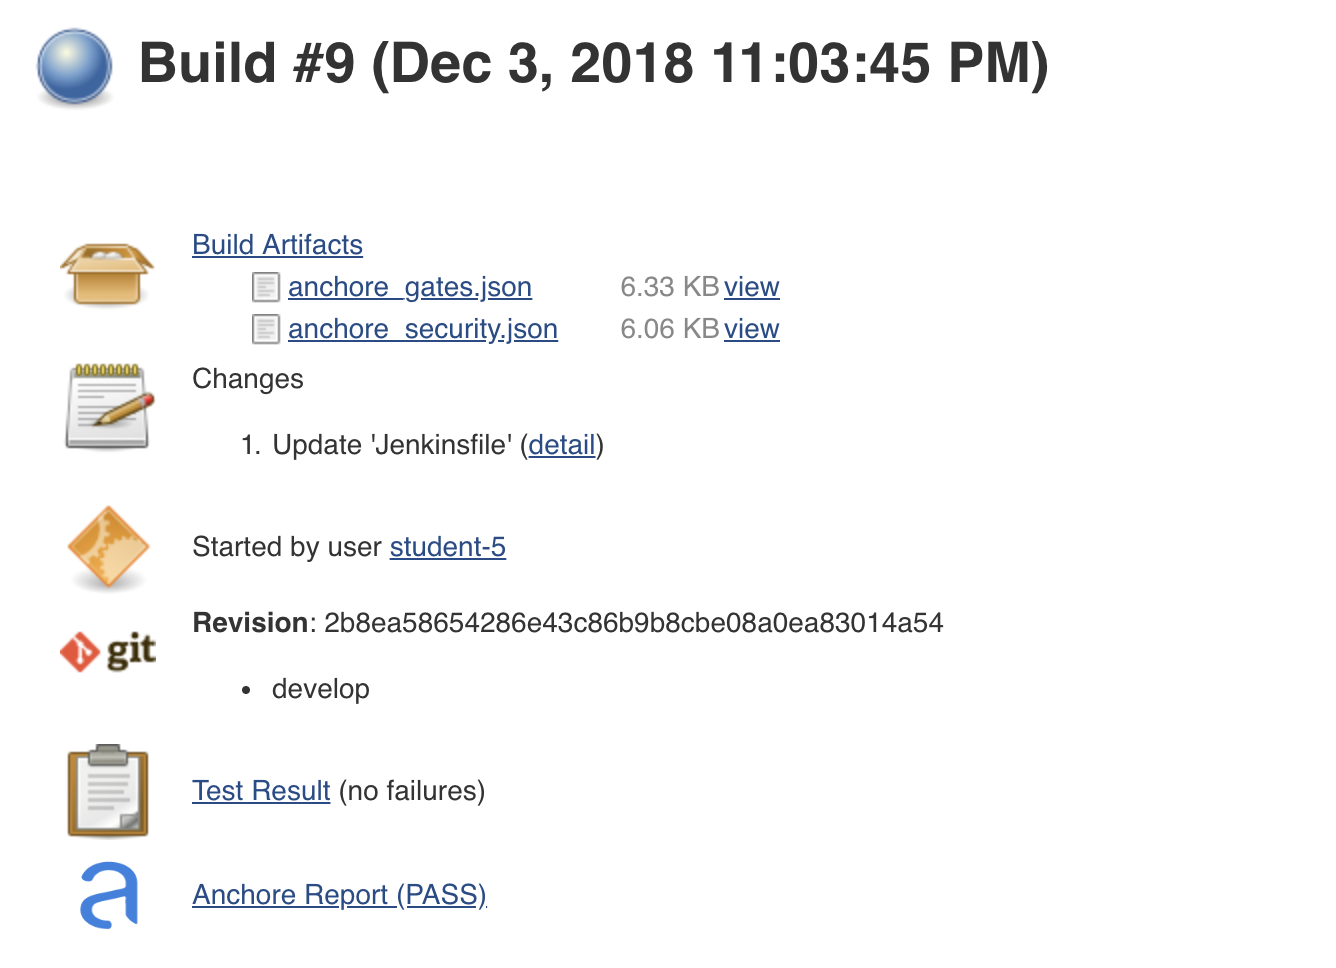 Build #9 (Dec 3, 2018 11:03:45 PM)
Build Artifacts
anchore_gates.json 6.33 KB view
anchore_security.json 6.06 KB view
Changes
1. Update 'Jenkinsfile' (detail)
Started by user student-5
Revision: 2b8ea58654286e43c86b9b8cbe08a0ea83014a54
git
• develop
Test Result (no failures)
a
Anchore Report (PASS)